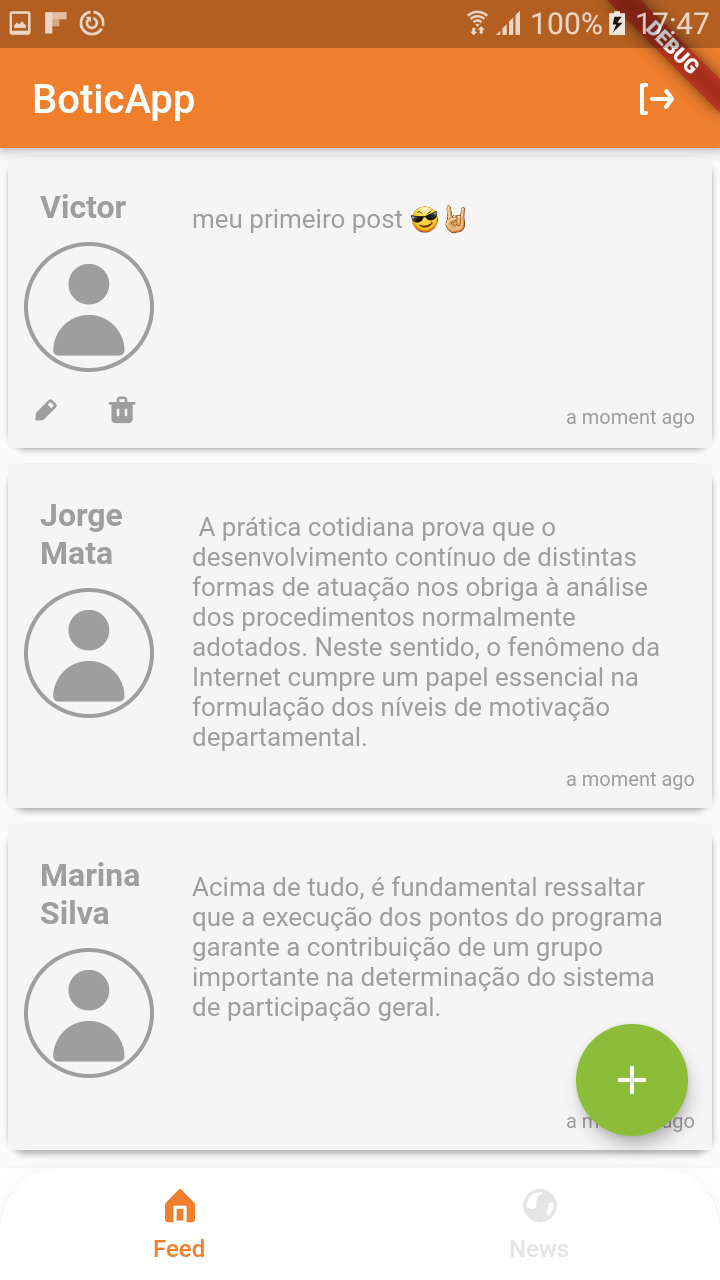 100% 17:47
DEBUG
BoticApp
Victor
meu primeiro post 😎🤘🏼
a moment ago
Jorge
Mata
A prática cotidiana prova que o
desenvolvimento contínuo de distintas
formas de atuação nos obriga à análise
dos procedimentos normalmente
adotados. Neste sentido, o fenômeno da
Internet cumpre um papel essencial na
formulação dos níveis de motivação
departamental.
a moment ago
Marina
Silva
Acima de tudo, é fundamental ressaltar
que a execução dos pontos do programa
garante a contribuição de um grupo
importante na determinação do sistema
de participação geral.
a m ago
Feed
News